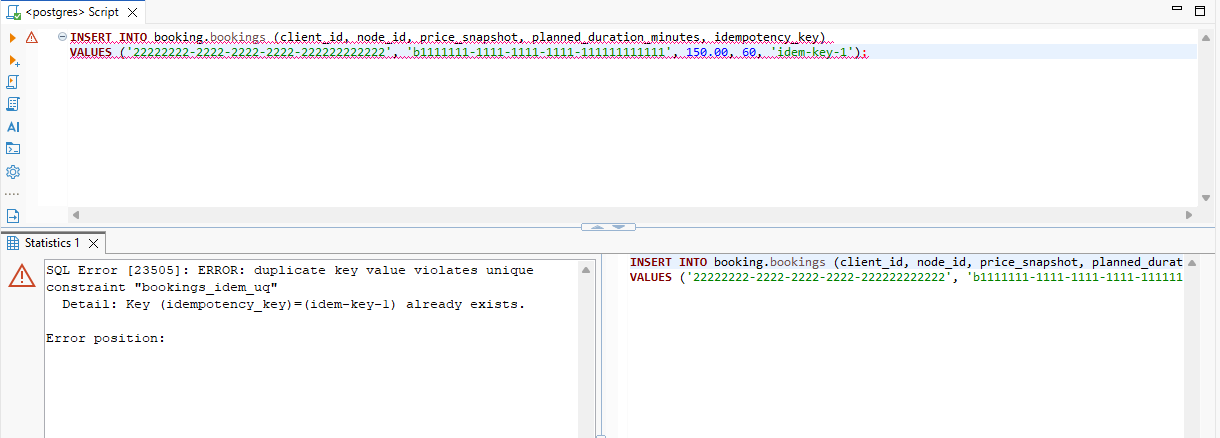 <postgres> Script
INSERT INTO booking.bookings (client_id, node_id, price_snapshot, planned_duration_minutes, idempotency_key)
VALUES ('22222222-2222-2222-2222-222222222222', 'b1111111-1111-1111-1111-111111111111', 150.00, 60, 'idem-key-1');
AI
Statistics 1
SQL Error [23505]: ERROR: duplicate key value violates unique
constraint "bookings_idem_uq"
Detail: Key (idempotency_key)=(idem-key-1) already exists.
Error position:
INSERT INTO booking.bookings (client_id, node_id, price_snapshot, planned_durat
VALUES ('22222222-2222-2222-2222-222222222222', 'b1111111-1111-1111-1111-111111